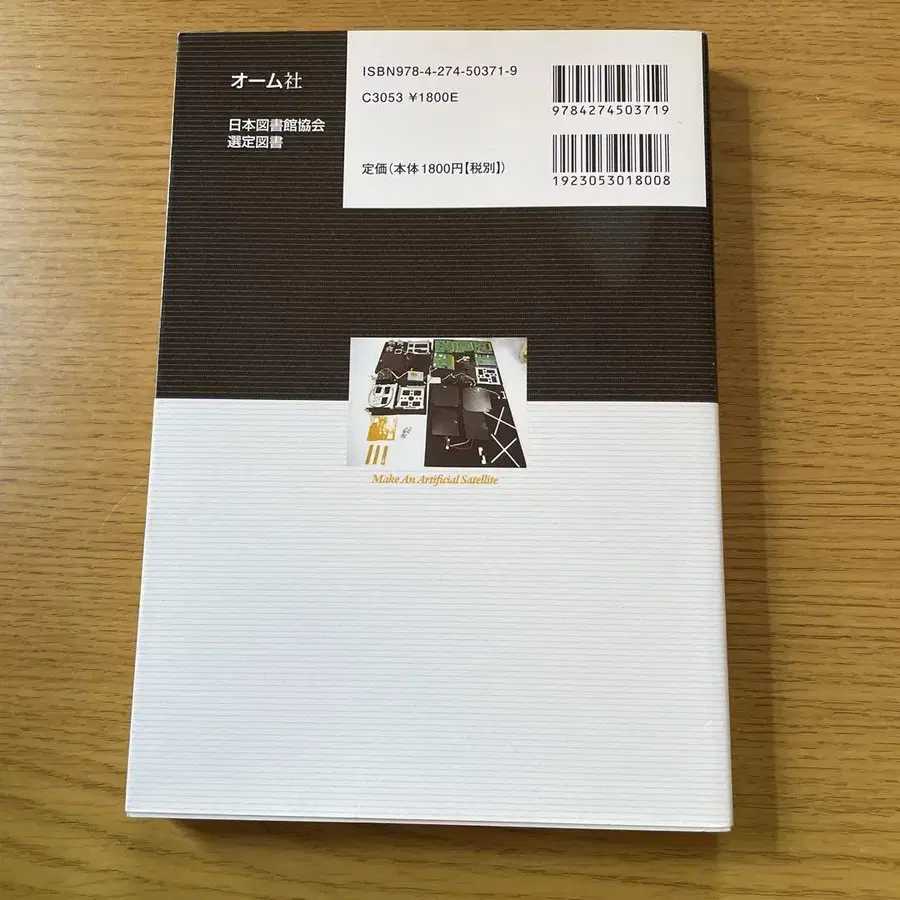 オーム社
日本図書館協会
選定図書
ISBN978-4-274-50371-9
C3053 ¥1800E
定価(本体1800円【税別】)
9784274503719
1923053018008
Make An Artificial Satellite